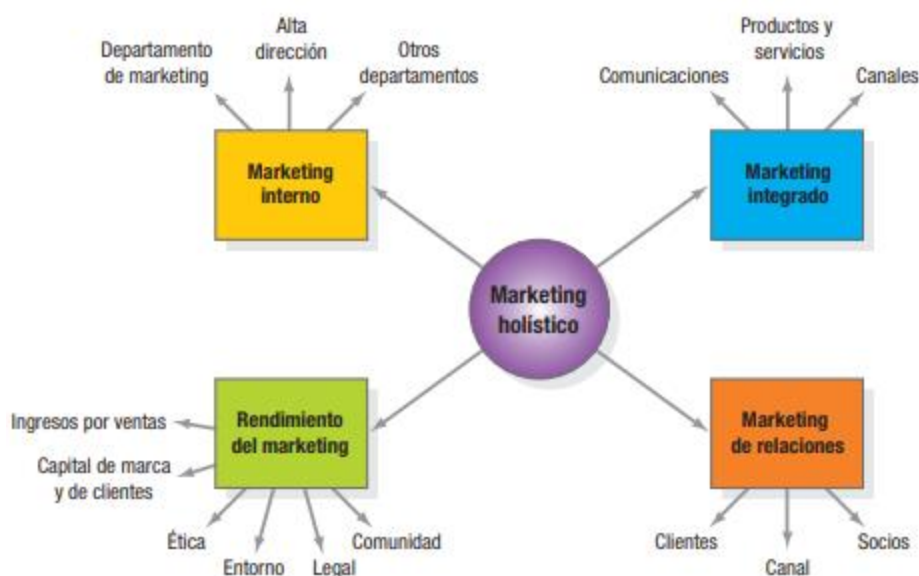 Departamento
de marketing
Alta
dirección
Otros
departamentos
Comunicaciones
Productos y
servicios
Canales
Marketing
interno
Marketing
integrado
Marketing
holístico
Rendimiento
del marketing
Marketing
de relaciones
Ingresos por ventas
Capital de marca
y de clientes
Ética
Entorno
Legal
Comunidad
Clientes
Canal
Socios